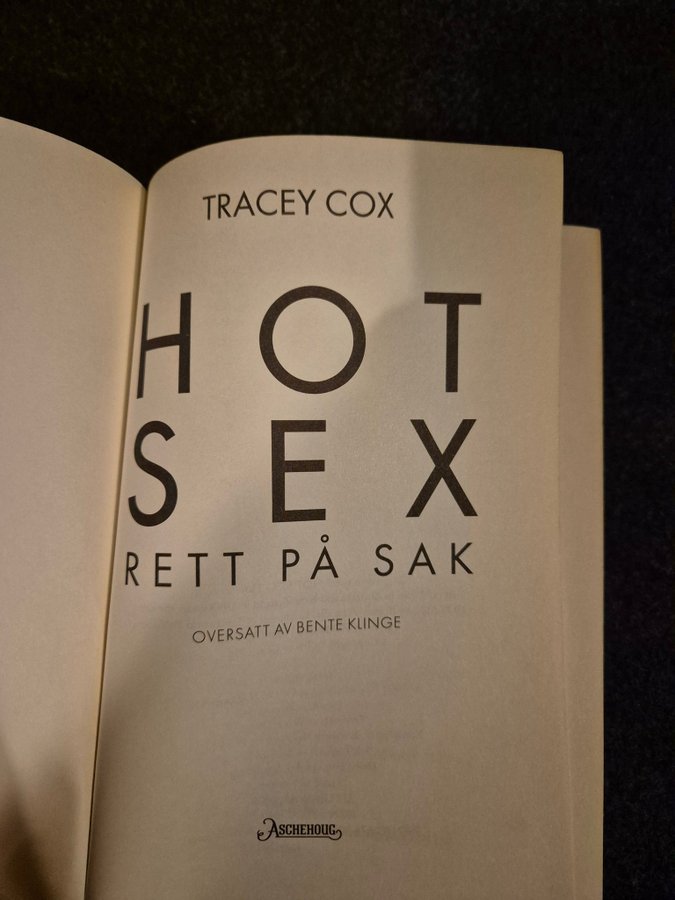 TRACEY COX
HOT
SEX
RETT PÅ SAK
OVERSATT AV BENTE KLINGE
ASCHEHOUG